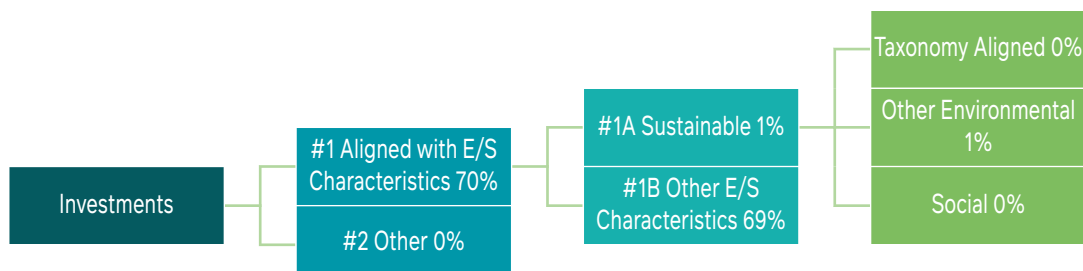 Investments
#1 Aligned with E/S
Characteristics 70%
#2 Other 0%
#1A Sustainable 1%
#1B Other E/S
Characteristics 69%
Taxonomy Aligned 0%
Other Environmental
1%
Social 0%